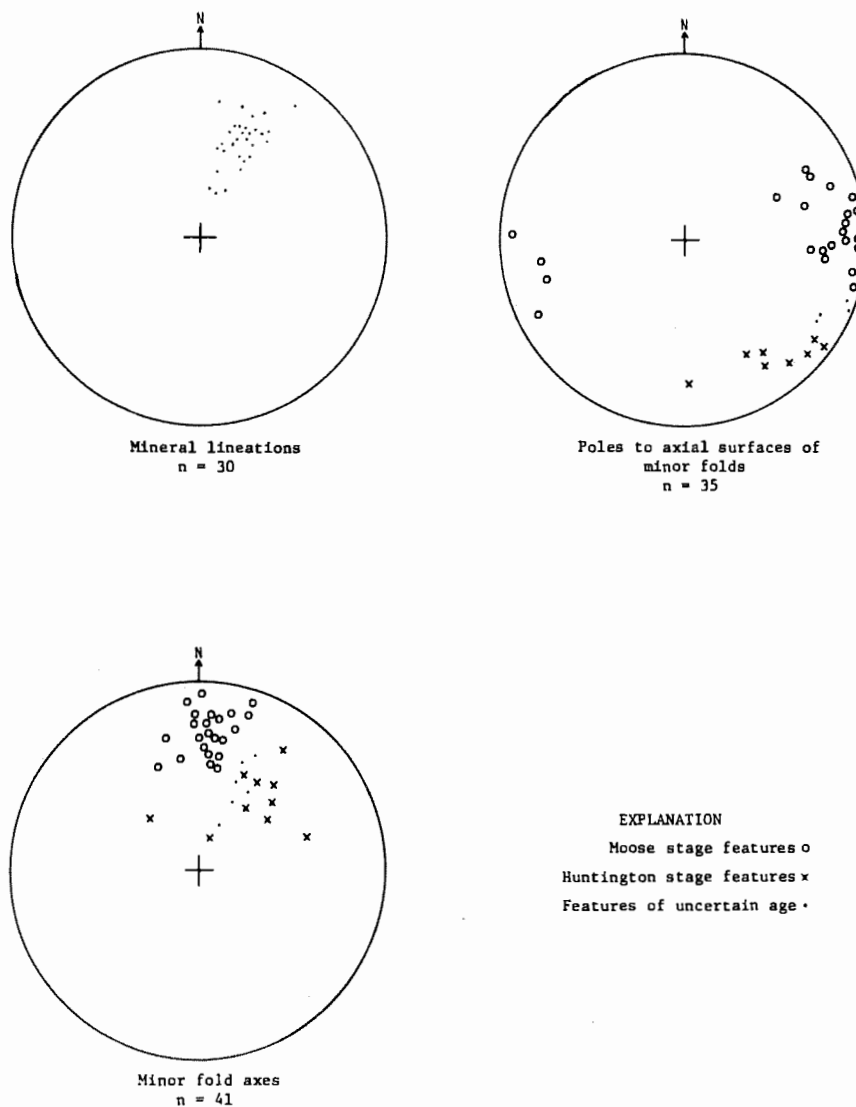 N
Mineral lineations
n = 30
N
Poles to axial surfaces of
minor folds
n = 35
N
Minor fold axes
n = 41
EXPLANATION
Moose stage features o
Huntington stage features x
Features of uncertain age •